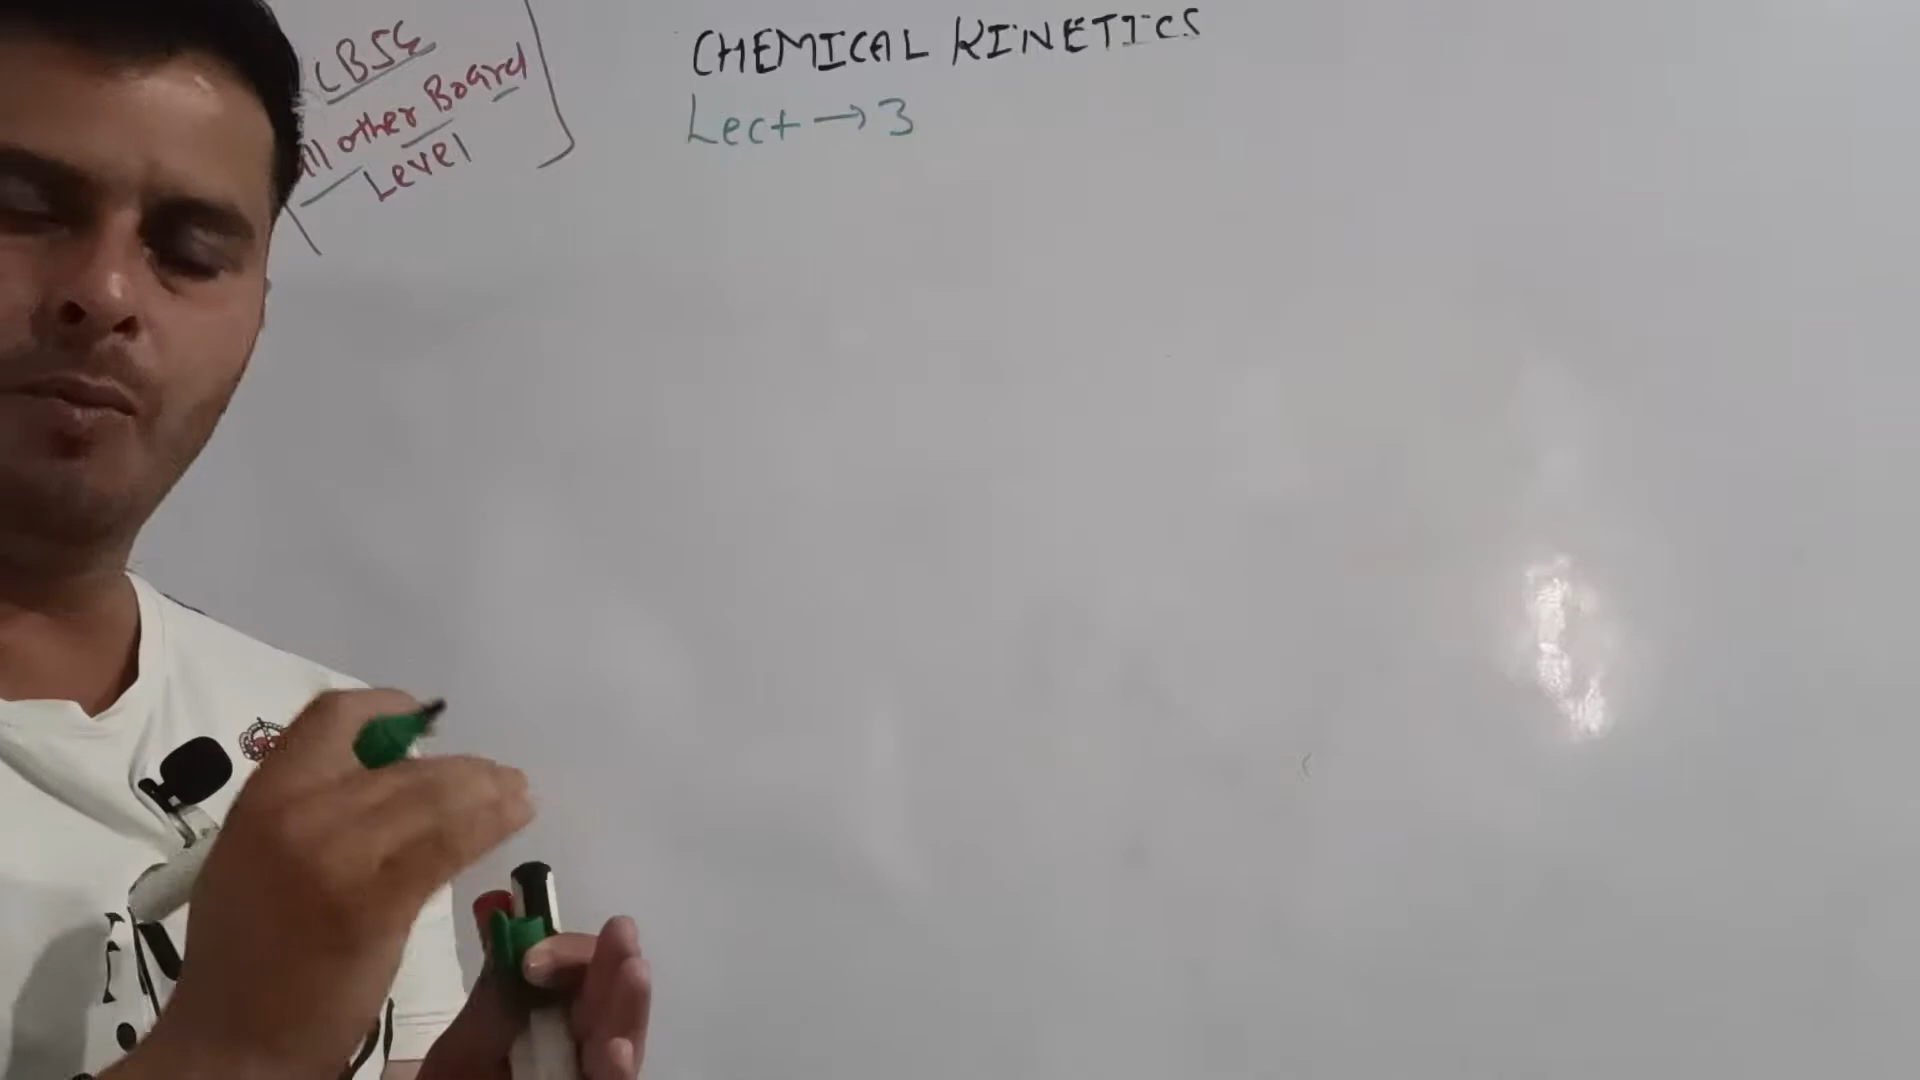 CBSE
all other Board
Level
CHEMICAL KINETICS
Lect → 3